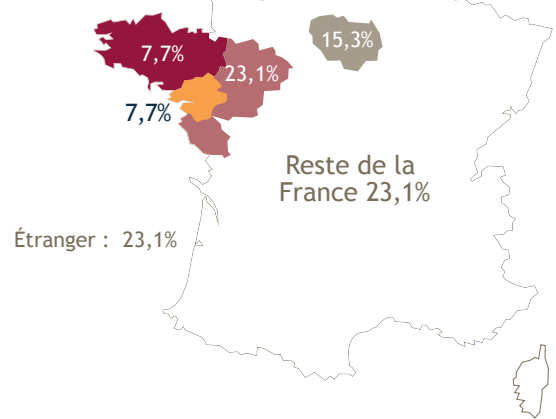 15,3%
7,7%
23,1%
7,7%
Reste de la
France 23,1%
Étranger : 23,1%